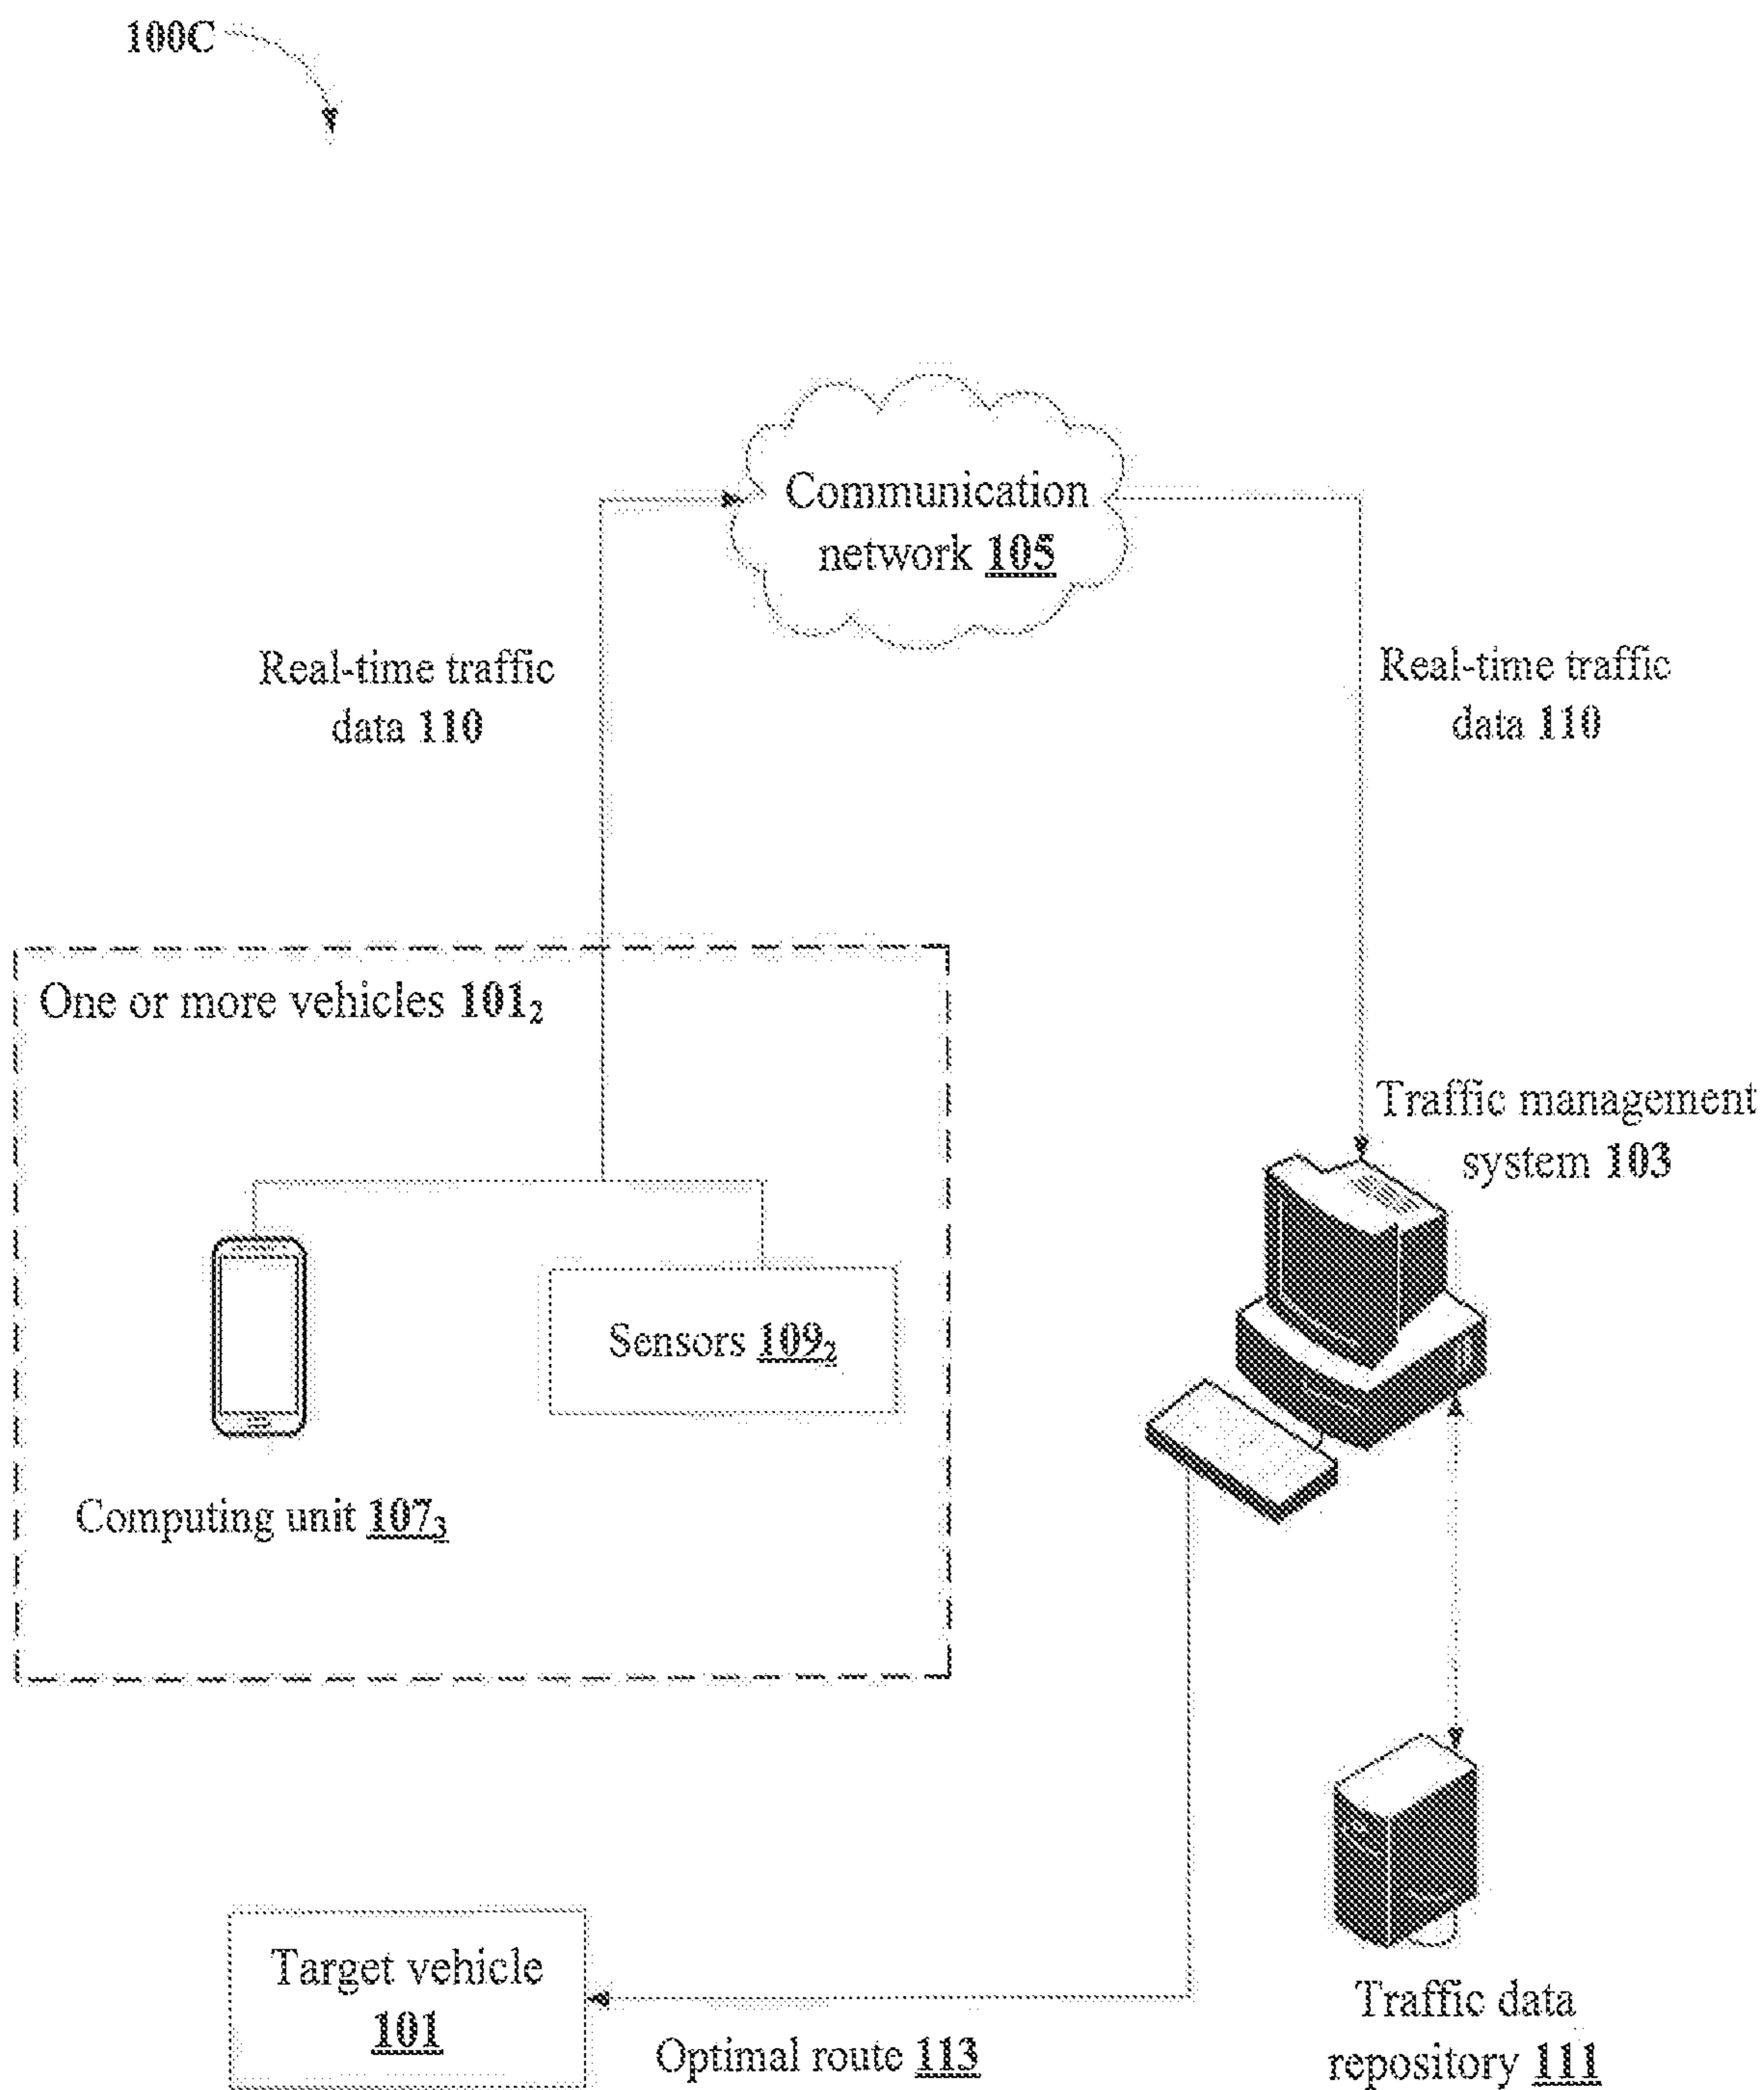 100C
Communication
network 105
Real-time traffic
data 110
Real-time traffic
data 110
One or more vehicles 101₂
Traffic management
system 103
Sensors 109₂
Computing unit 107₃
Target vehicle
101
Optimal route 113
Traffic data
repository 111